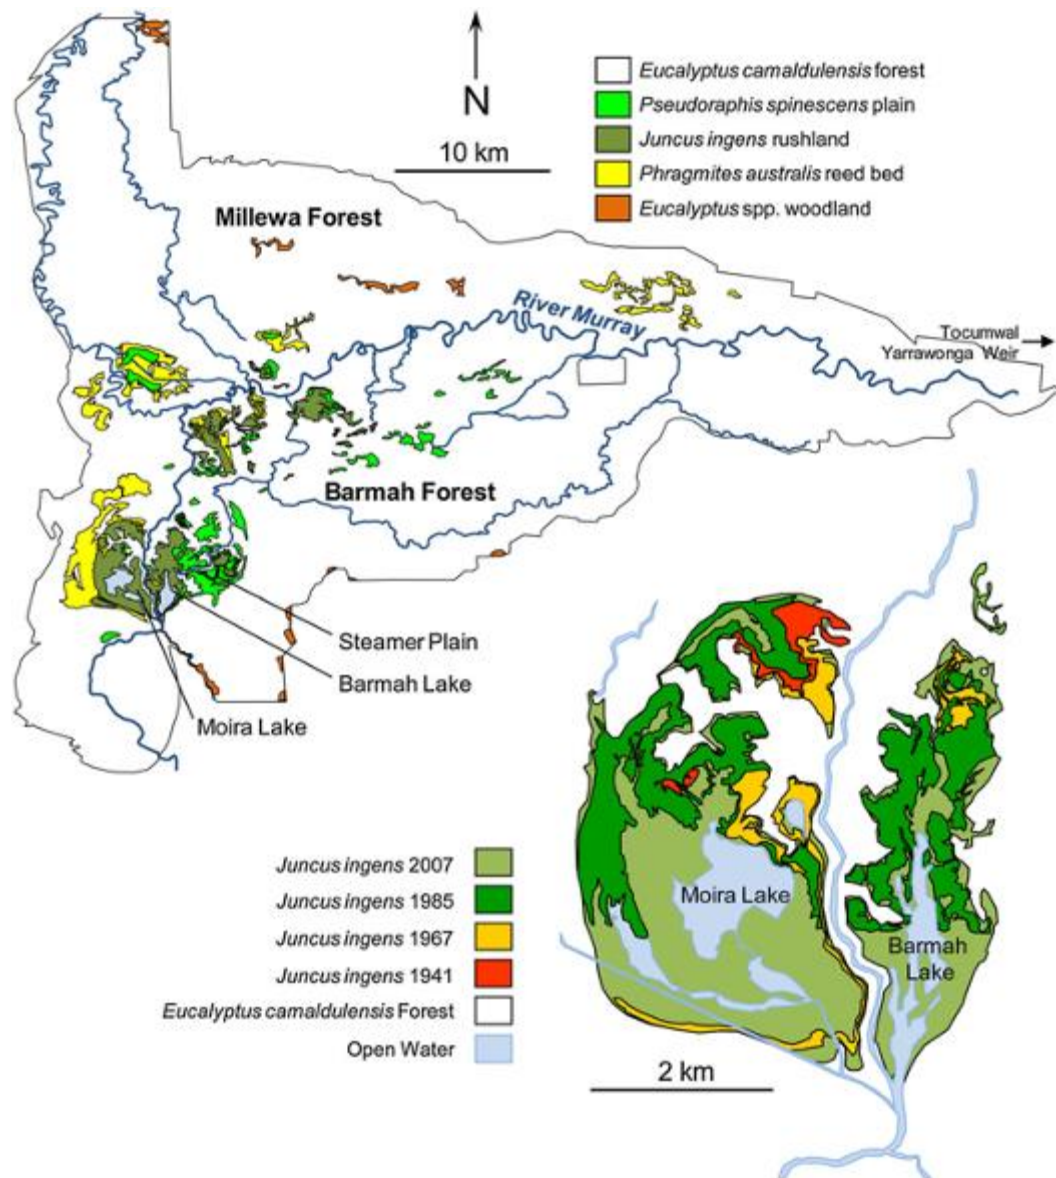 N
10 km
Eucalyptus camaldulensis forest
Pseudoraphis spinescens plain
Juncus ingens rushland
Phragmites australis reed bed
Eucalyptus spp. woodland
Millewa Forest
River Murray
Tocumwal
Yarrawonga Weir
Barmah Forest
Steamer Plain
Barmah Lake
Moira Lake
Juncus ingens 2007
Juncus ingens 1985
Juncus ingens 1967
Juncus ingens 1941
Eucalyptus camaldulensis Forest
Open Water
Moira Lake
Barmah
Lake
2 km